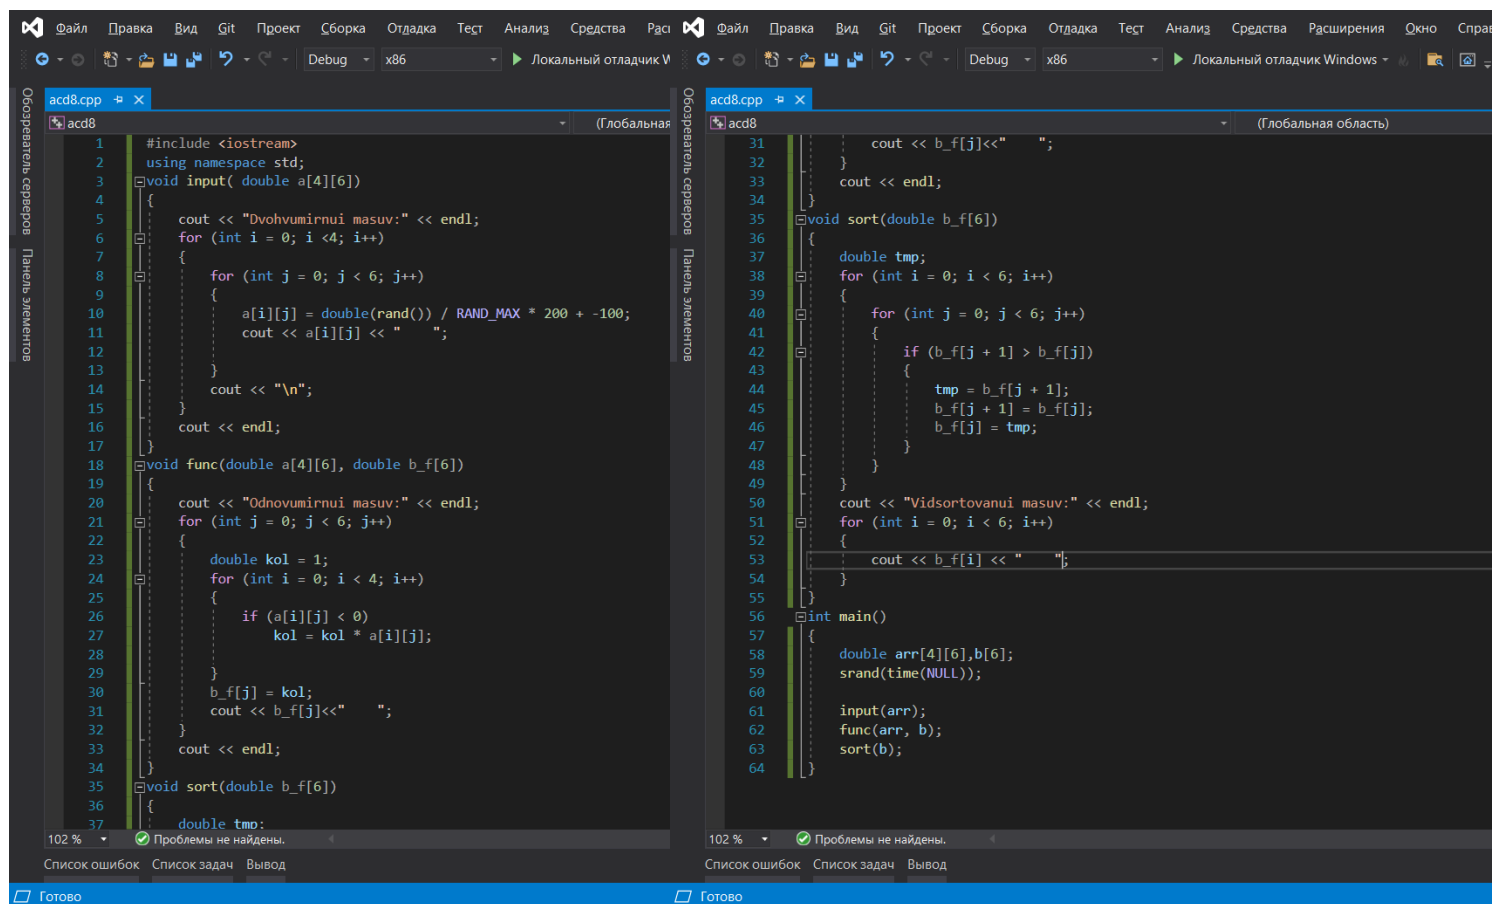 Файл Правка Вид Git Проект Сборка Отладка Тест Анализ Средства Расш
Debug x86 Локальный отладчик W
Обозреватель серверов
Панель элементов
acd8.cpp
acd8 (Глобальная
1 #include <iostream>
2 using namespace std;
3 void input( double a[4][6])
4 {
5 cout << "Dvohvumirnui masuv:" << endl;
6 for (int i = 0; i <4; i++)
7 {
8 for (int j = 0; j < 6; j++)
9 {
10 a[i][j] = double(rand()) / RAND_MAX * 200 + -100;
11 cout << a[i][j] << "    ";
12
13 }
14 cout << "\n";
15 }
16 cout << endl;
17 }
18 void func(double a[4][6], double b_f[6])
19 {
20 cout << "Odnovumirnui masuv:" << endl;
21 for (int j = 0; j < 6; j++)
22 {
23 double kol = 1;
24 for (int i = 0; i < 4; i++)
25 {
26 if (a[i][j] < 0)
27 kol = kol * a[i][j];
28
29 }
30 b_f[j] = kol;
31 cout << b_f[j]<<"    ";
32 }
33 cout << endl;
34 }
35 void sort(double b_f[6])
36 {
37 double tmp;
102 % Проблемы не найдены.
Список ошибок Список задач Вывод
Готово
Файл Правка Вид Git Проект Сборка Отладка Тест Анализ Средства Расширения Окно Справ
Debug x86 Локальный отладчик Windows
Обозреватель серверов
Панель элементов
acd8.cpp
acd8 (Глобальная область)
31 cout << b_f[j]<<"    ";
32 }
33 cout << endl;
34 }
35 void sort(double b_f[6])
36 {
37 double tmp;
38 for (int i = 0; i < 6; i++)
39 {
40 for (int j = 0; j < 6; j++)
41 {
42 if (b_f[j + 1] > b_f[j])
43 {
44 tmp = b_f[j + 1];
45 b_f[j + 1] = b_f[j];
46 b_f[j] = tmp;
47 }
48 }
49 }
50 cout << "Vidsortovanui masuv:" << endl;
51 for (int i = 0; i < 6; i++)
52 {
53 cout << b_f[i] << "    ";
54 }
55 }
56 int main()
57 {
58 double arr[4][6],b[6];
59 srand(time(NULL));
60
61 input(arr);
62 func(arr, b);
63 sort(b);
64 }
102 % Проблемы не найдены.
Список ошибок Список задач Вывод
Готово